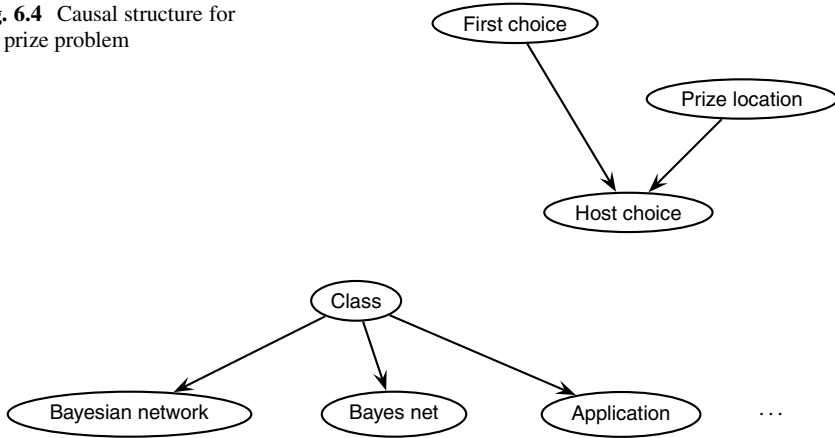 g. 6.4 Causal structure for
prize problem
First choice
Prize location
Host choice
Class
Bayesian network
Bayes net
Application
...